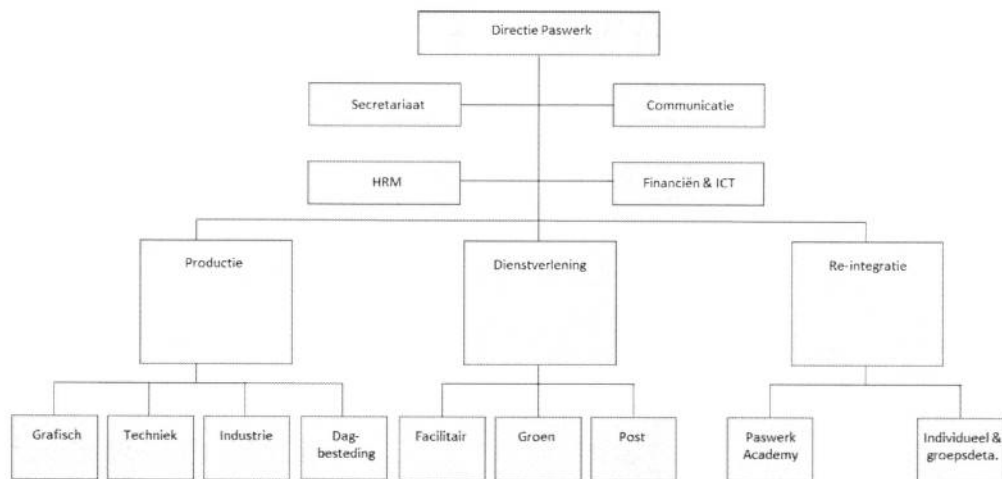 Directie Paswerk
Secretariaat
Communicatie
HRM
Financiën & ICT
Productie
Dienstverlening
Re-integratie
Grafisch
Techniek
Industrie
Dag-
besteding
Facilitair
Groen
Post
Paswerk
Academy
Individueel &
groepsdeta.